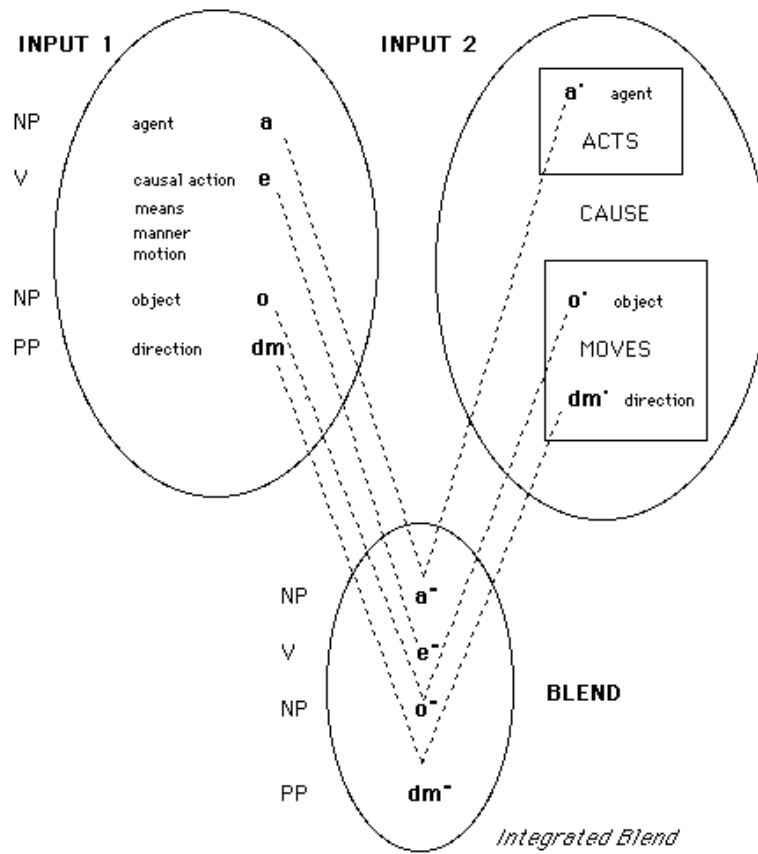 INPUT 1
INPUT 2
NP agent a
a· agent
ACTS
V causal action e
means
manner
motion
CAUSE
NP object o
o· object
PP direction dm
MOVES
dm· direction
NP a-
V e-
BLEND
NP o-
PP dm-
Integrated Blend